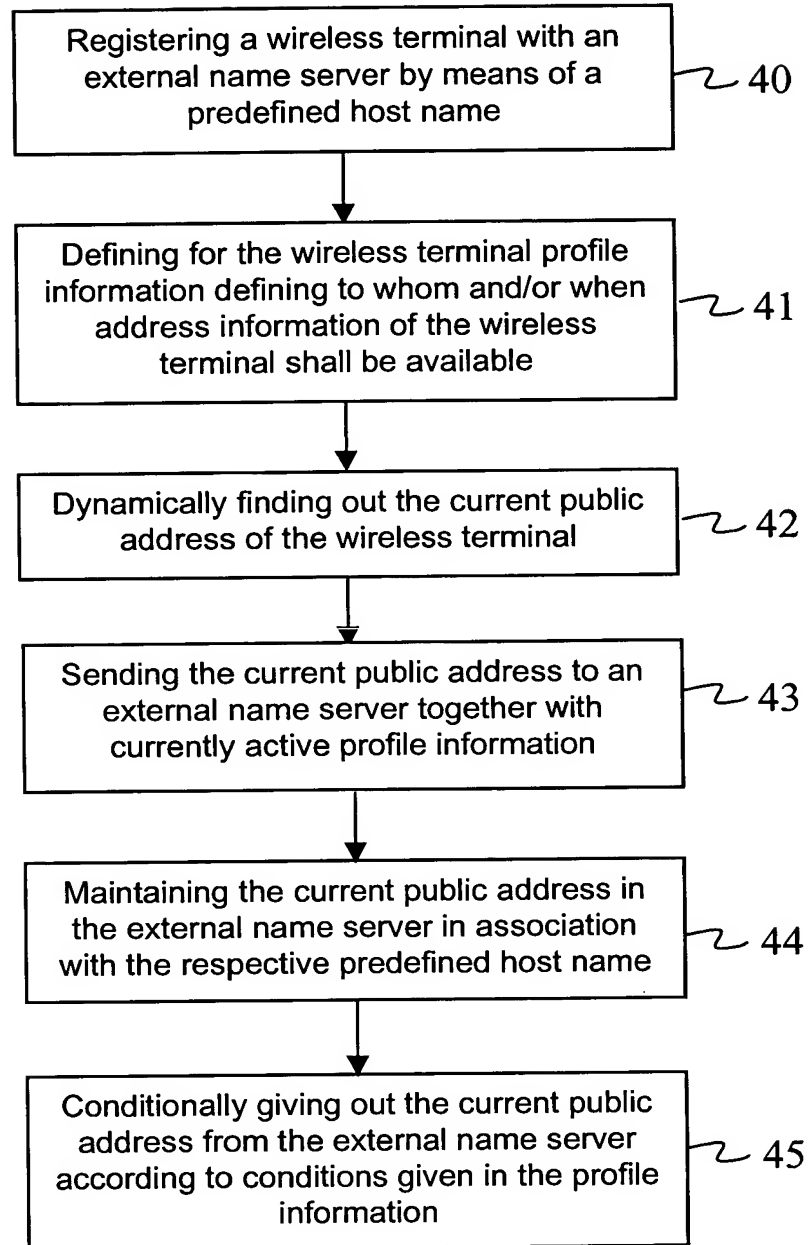 Registering a wireless terminal with an
external name server by means of a
predefined host name
40
Defining for the wireless terminal profile
information defining to whom and/or when
address information of the wireless
terminal shall be available
41
Dynamically finding out the current public
address of the wireless terminal
42
Sending the current public address to an
external name server together with
currently active profile information
43
Maintaining the current public address in
the external name server in association
with the respective predefined host name
44
Conditionally giving out the current public
address from the external name server
according to conditions given in the profile
information
45